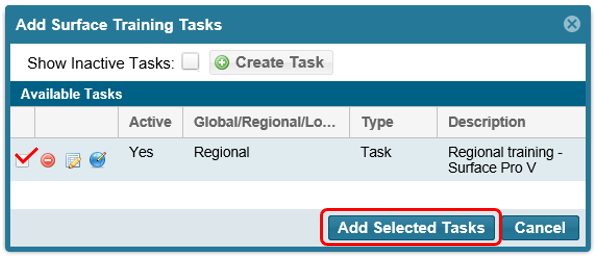 Add Surface Training Tasks
Show Inactive Tasks: Create Task
Available Tasks
Active Global/Regional/Lo... Type Description
Yes Regional Task Regional training -
Surface Pro V
Add Selected Tasks Cancel